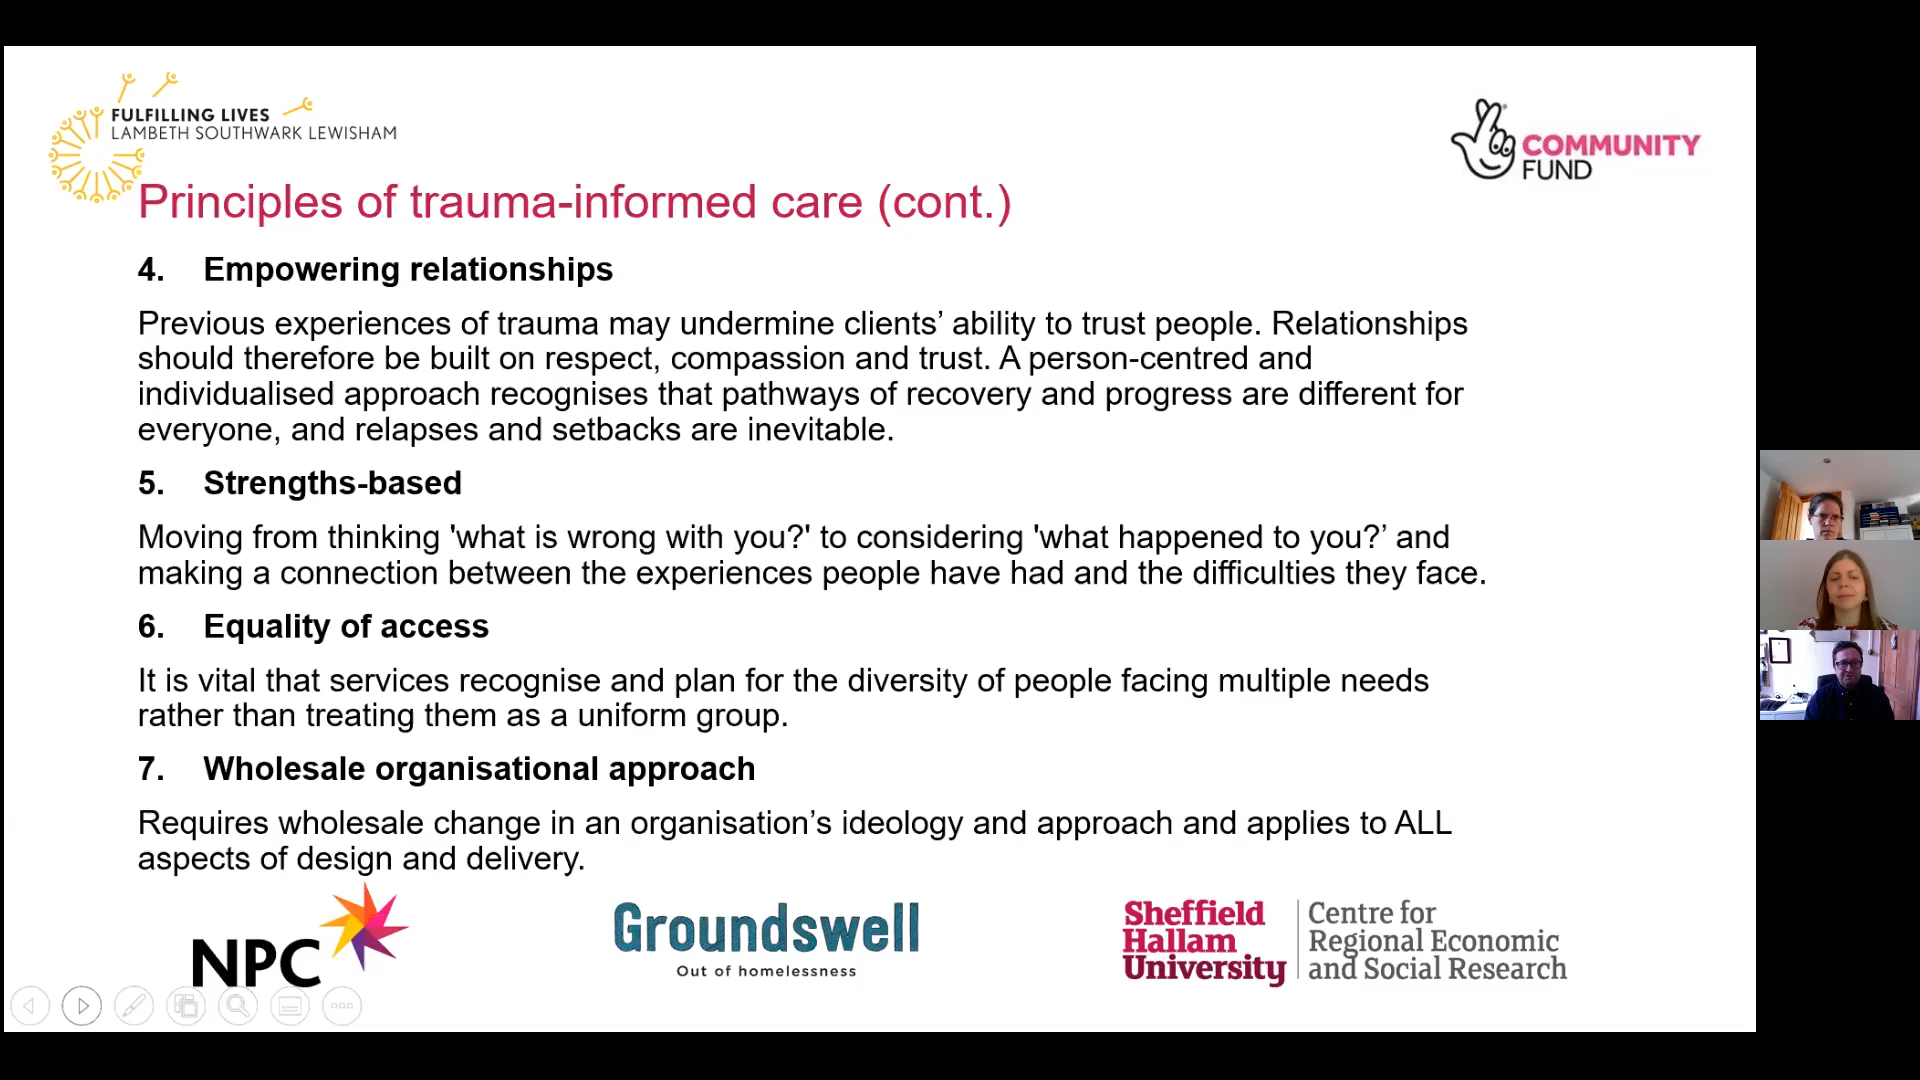 FULFILLING LIVES
LAMBETH SOUTHWARK LEWISHAM
COMMUNITY
FUND
Principles of trauma-informed care (cont.)
4. Empowering relationships
Previous experiences of trauma may undermine clients’ ability to trust people. Relationships
should therefore be built on respect, compassion and trust. A person-centred and
individualised approach recognises that pathways of recovery and progress are different for
everyone, and relapses and setbacks are inevitable.
5. Strengths-based
Moving from thinking 'what is wrong with you?' to considering 'what happened to you?’ and
making a connection between the experiences people have had and the difficulties they face.
6. Equality of access
It is vital that services recognise and plan for the diversity of people facing multiple needs
rather than treating them as a uniform group.
7. Wholesale organisational approach
Requires wholesale change in an organisation’s ideology and approach and applies to ALL
aspects of design and delivery.
NPC
Groundswell
Out of homelessness
Sheffield
Hallam
University
Centre for
Regional Economic
and Social Research